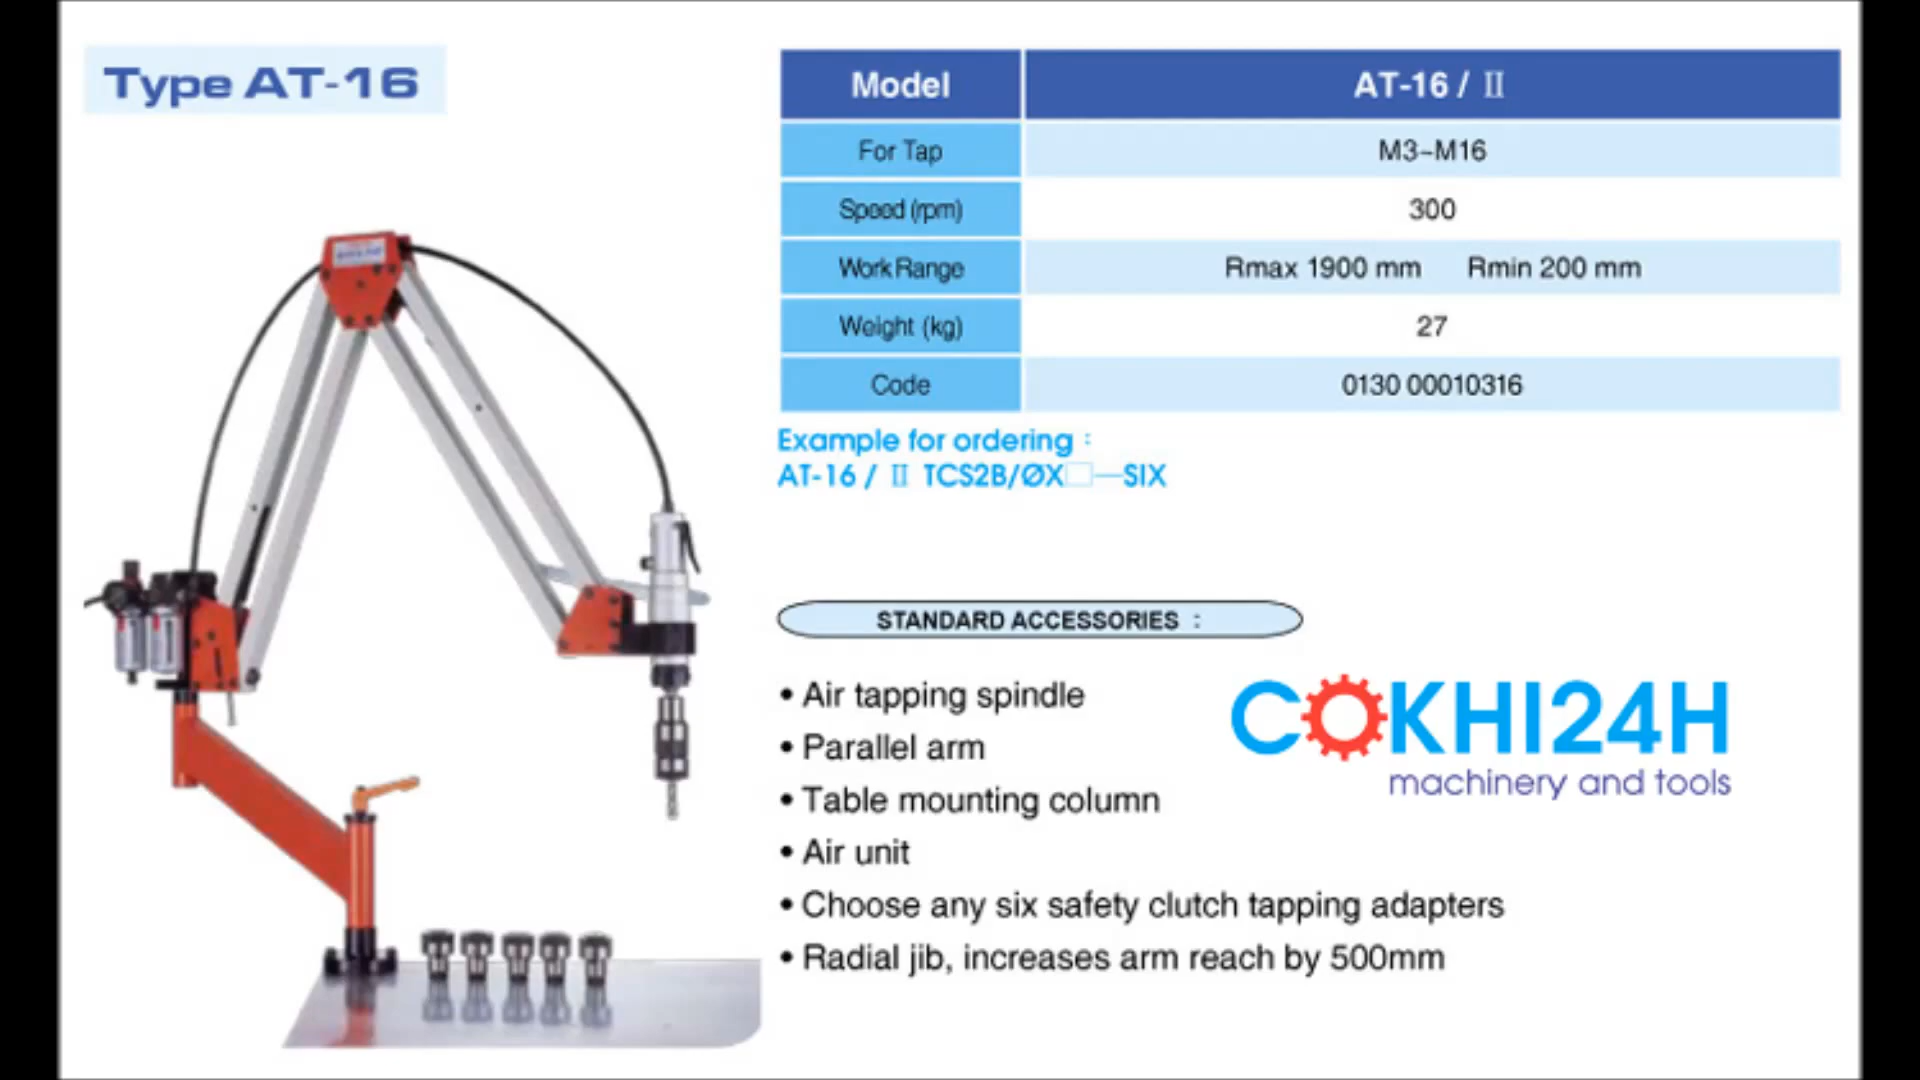 Type AT-16
Model AT-16 / Ⅱ
For Tap M3~M16
Speed (rpm) 300
Work Range Rmax 1900 mm Rmin 200 mm
Weight (kg) 27
Code 0130 00010316
Example for ordering :
AT-16 / Ⅱ TCS2B/ØX□—SIX
STANDARD ACCESSORIES :
• Air tapping spindle
• Parallel arm
• Table mounting column
• Air unit
• Choose any six safety clutch tapping adapters
• Radial jib, increases arm reach by 500mm
COKHI24H
machinery and tools